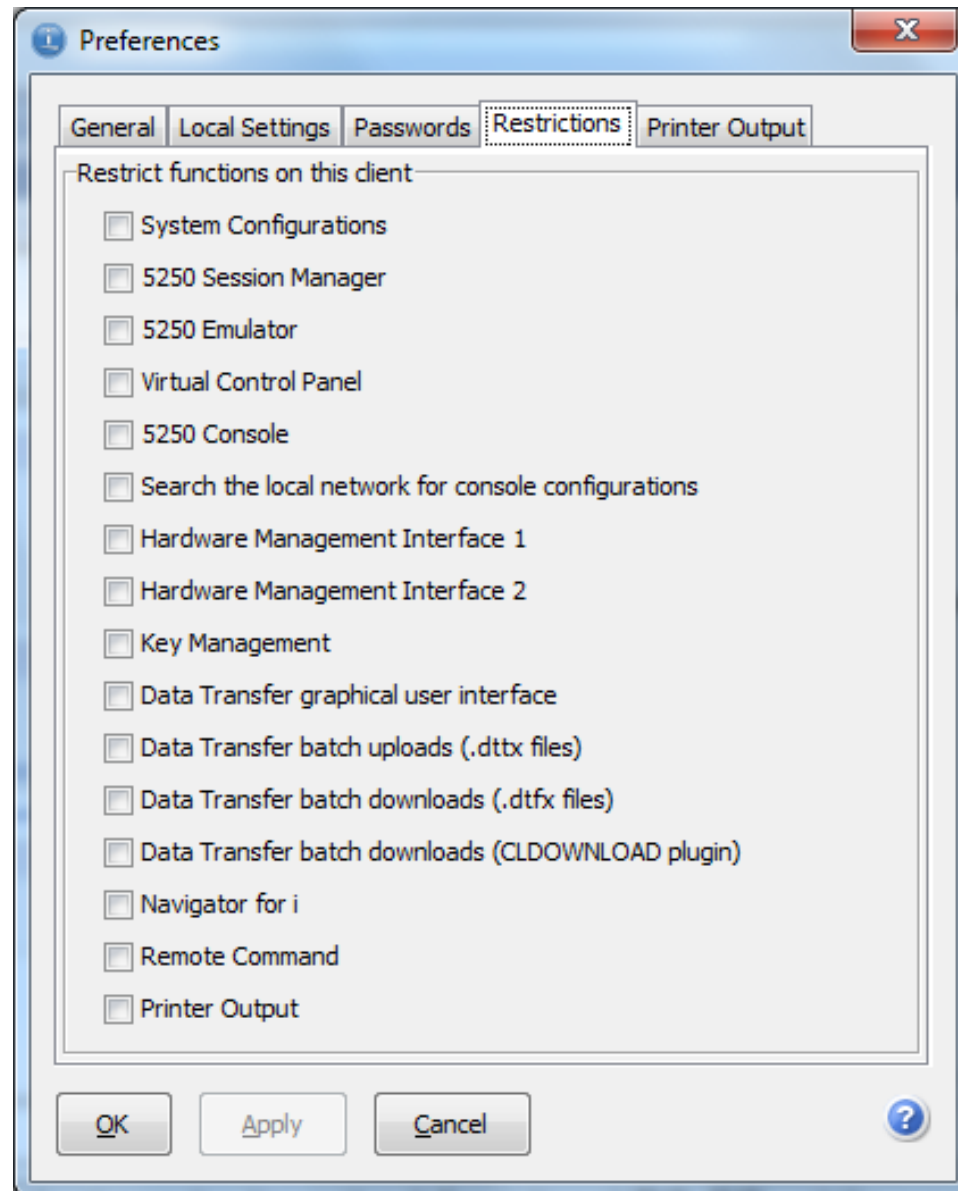 Preferences
General Local Settings Passwords Restrictions Printer Output
Restrict functions on this client
System Configurations
5250 Session Manager
5250 Emulator
Virtual Control Panel
5250 Console
Search the local network for console configurations
Hardware Management Interface 1
Hardware Management Interface 2
Key Management
Data Transfer graphical user interface
Data Transfer batch uploads (.dttx files)
Data Transfer batch downloads (.dtfx files)
Data Transfer batch downloads (CLDOWNLOAD plugin)
Navigator for i
Remote Command
Printer Output
OK Apply Cancel ?